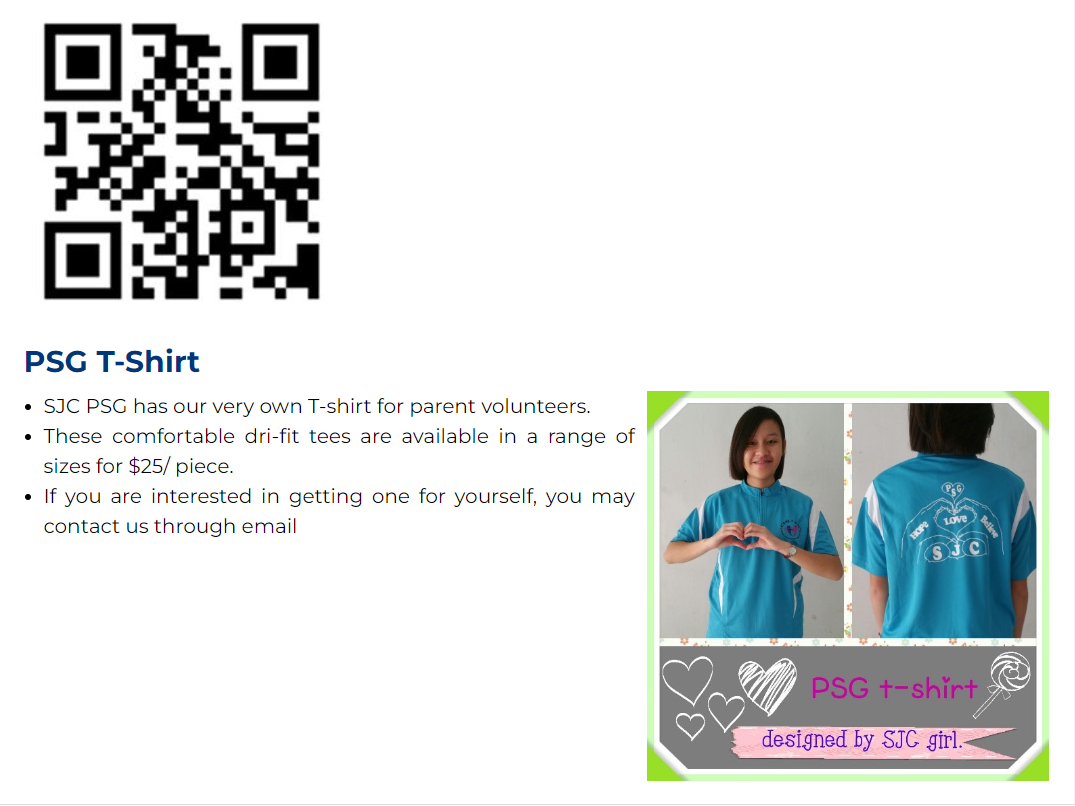 PSG T-Shirt
SJC PSG has our very own T-shirt for parent volunteers.
These comfortable dri-fit tees are available in a range of
sizes for $25/ piece.
If you are interested in getting one for yourself, you may
contact us through email
PSG
HOPE LOVE Believe
SJC
PSG t-shirt
designed by SJC girl.